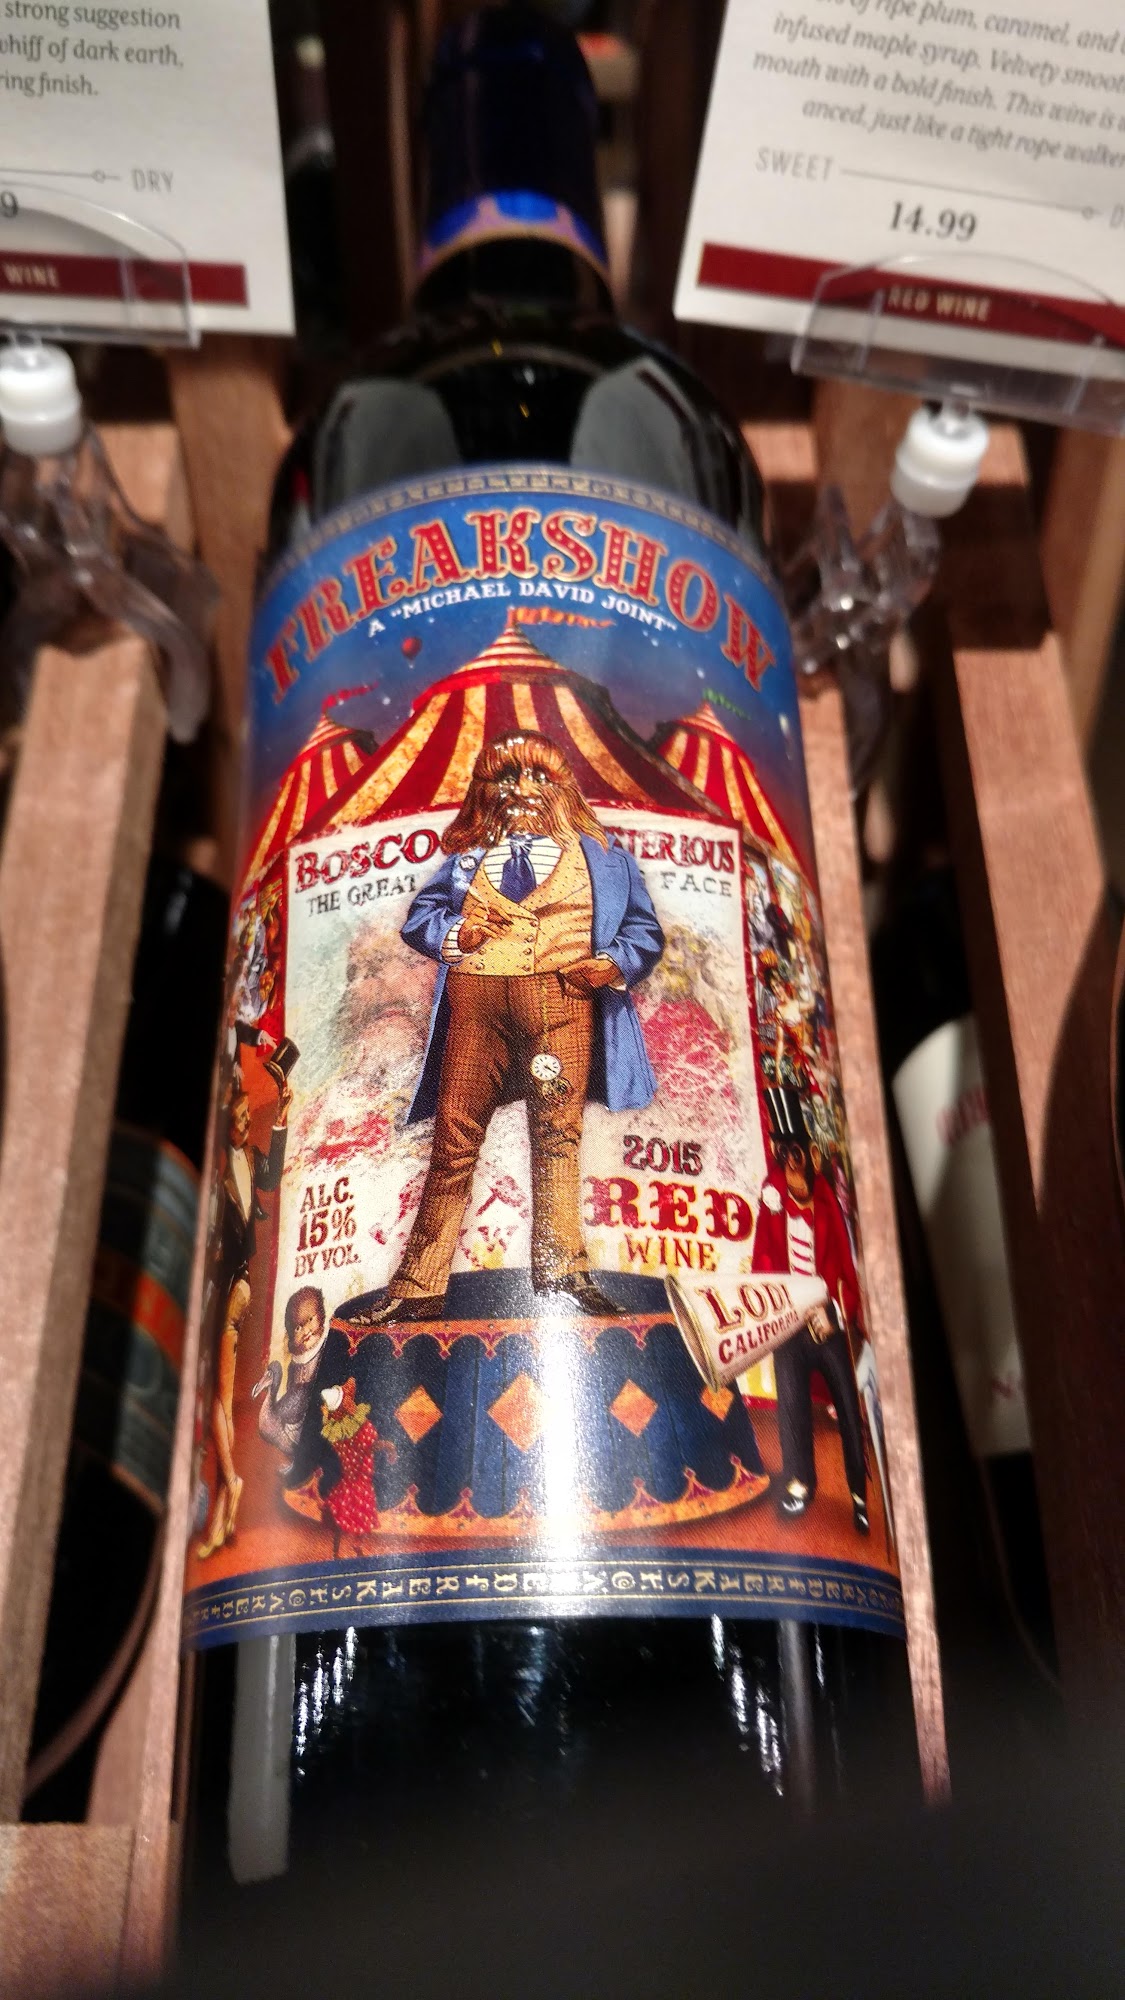 strong suggestion
whiff of dark earth,
ring finish.
DRY
9
WINE
of ripe plum, caramel, and
infused maple syrup. Velvety smooth
mouth with a bold finish. This wine is
anced, just like a tight rope walker
SWEET
14.99
RED WINE
FREAKSHOW
A "MICHAEL DAVID JOINT"
BOSCO
THE GREAT
TERIOUS
FACE
2015
RED
WINE
ALC.
15%
BY VOL.
LODI
CALIFORNIA